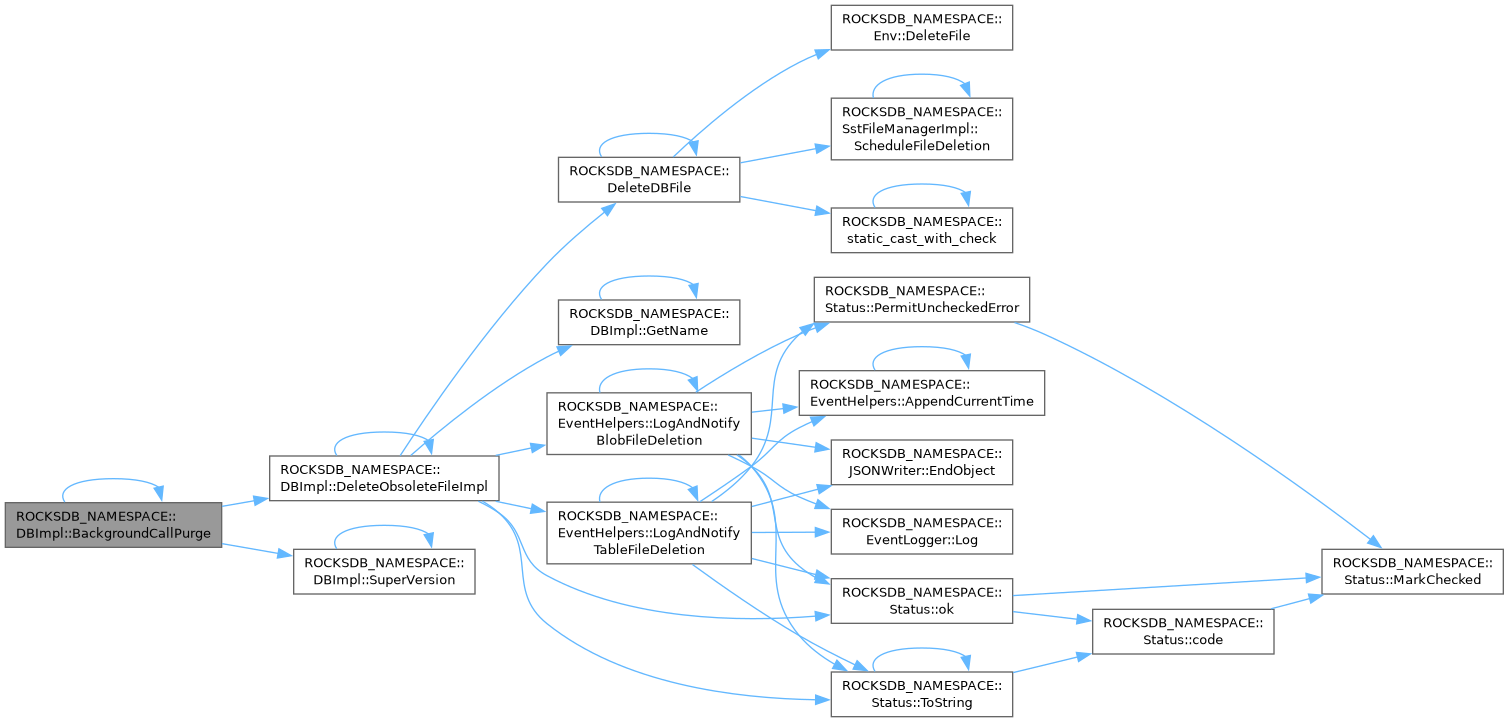 ROCKSDB_NAMESPACE::
DBImpl::BackgroundCallPurge
ROCKSDB_NAMESPACE::
DBImpl::DeleteObsoleteFileImpl
ROCKSDB_NAMESPACE::
DBImpl::SuperVersion
ROCKSDB_NAMESPACE::
DeleteDBFile
ROCKSDB_NAMESPACE::
DBImpl::GetName
ROCKSDB_NAMESPACE::
EventHelpers::LogAndNotify
BlobFileDeletion
ROCKSDB_NAMESPACE::
EventHelpers::LogAndNotify
TableFileDeletion
ROCKSDB_NAMESPACE::
Env::DeleteFile
ROCKSDB_NAMESPACE::
SstFileManagerImpl::
ScheduleFileDeletion
ROCKSDB_NAMESPACE::
static_cast_with_check
ROCKSDB_NAMESPACE::
Status::PermitUncheckedError
ROCKSDB_NAMESPACE::
EventHelpers::AppendCurrentTime
ROCKSDB_NAMESPACE::
JSONWriter::EndObject
ROCKSDB_NAMESPACE::
EventLogger::Log
ROCKSDB_NAMESPACE::
Status::ok
ROCKSDB_NAMESPACE::
Status::ToString
ROCKSDB_NAMESPACE::
Status::code
ROCKSDB_NAMESPACE::
Status::MarkChecked